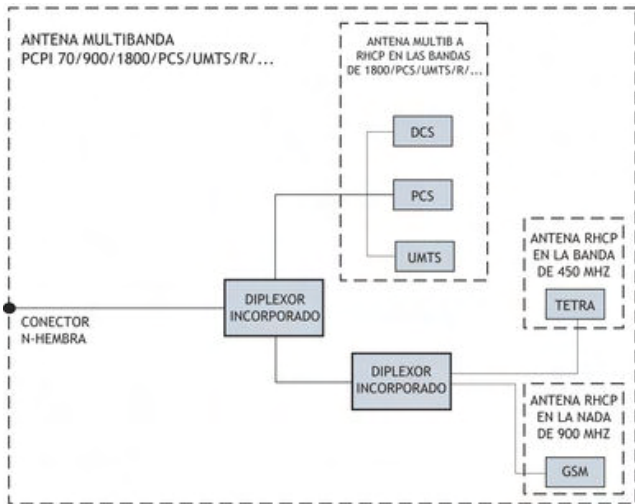 ANTENA MULTIBANDA
PCPI 70/900/1800/PCS/UMTS/R/...
ANTENA MULTIB A
RHCP EN LAS BANDAS
DE 1800/PCS/UMTS/R/...
DCS
PCS
UMTS
ANTENA RHCP
EN LA BANDA
DE 450 MHZ
TETRA
DIPLEXOR
INCORPORADO
CONECTOR
N-HEMBRA
DIPLEXOR
INCORPORADO
ANTENA RHCP
EN LA NADA
DE 900 MHZ
GSM